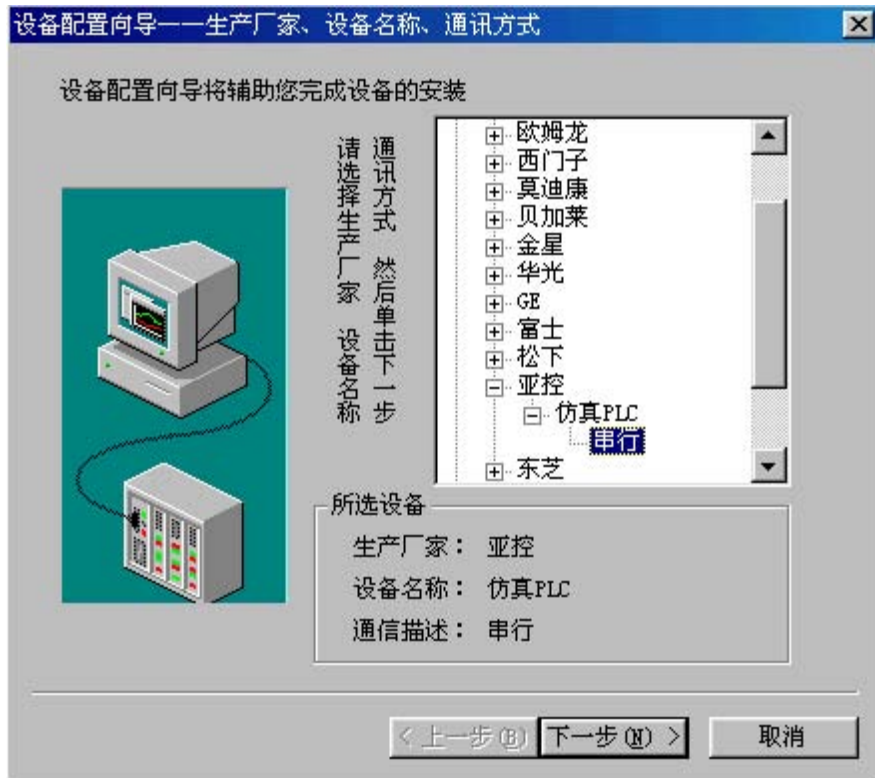 设备配置向导——生产厂家、设备名称、通讯方式
设备配置向导将辅助您完成设备的安装
请选择生产厂家 设备名称
通讯方式 然后单击下一步
欧姆龙
西门子
莫迪康
贝加莱
金星
华光
GE
富士
松下
亚控
仿真PLC
串行
东芝
所选设备
生产厂家: 亚控
设备名称: 仿真PLC
通信描述: 串行
< 上一步(B)
下一步(N) >
取消